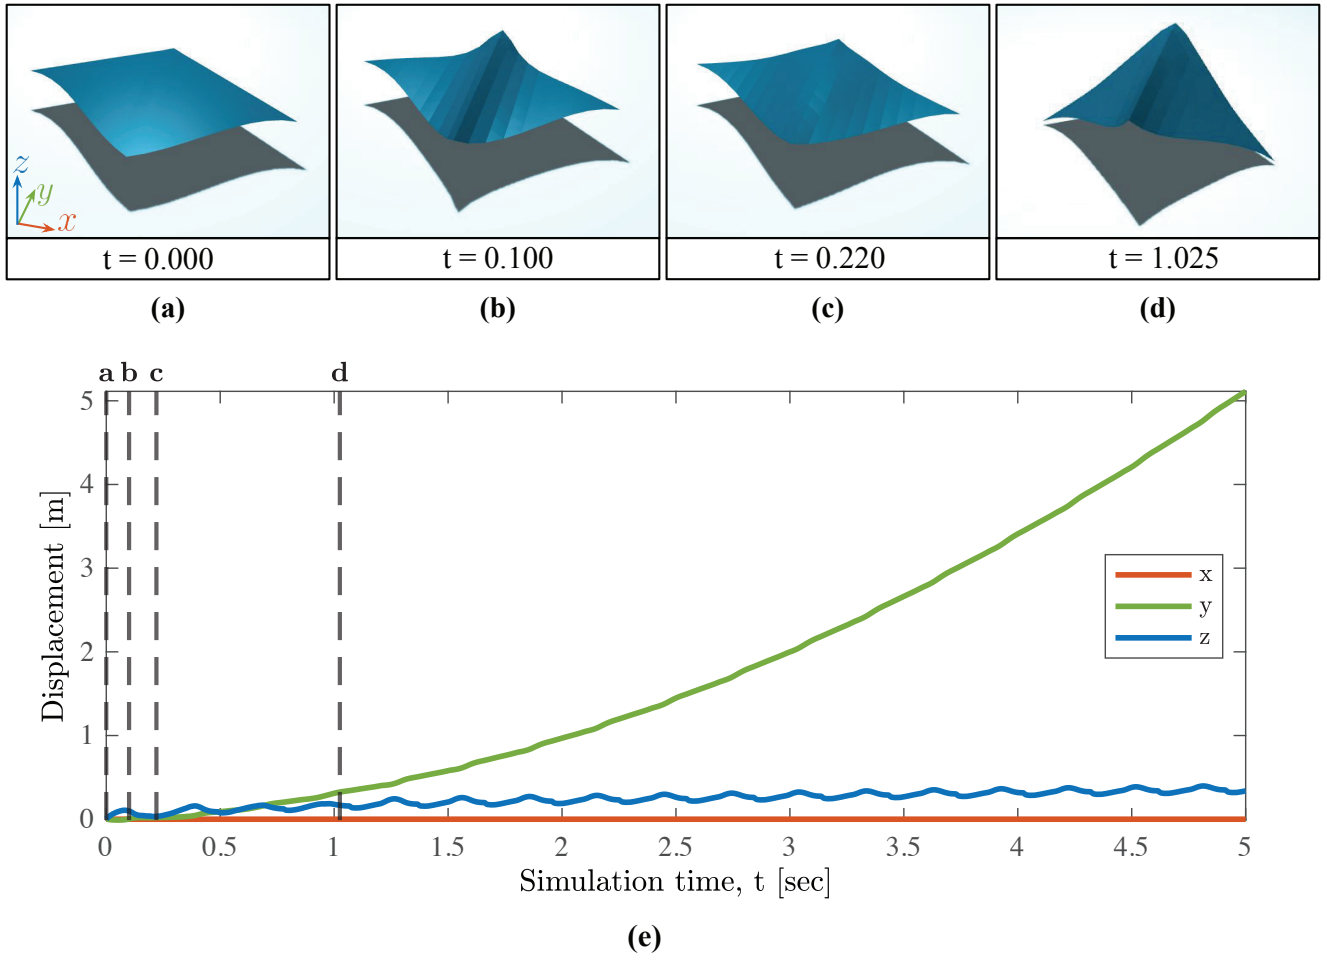 z
y
x
t = 0.000
t = 0.100
t = 0.220
t = 1.025
(a)
(b)
(c)
(d)
a b c d
5
4
3
2
1
0
Displacement [m]
x
y
z
0 0.5 1 1.5 2 2.5 3 3.5 4 4.5 5
Simulation time, t [sec]
(e)